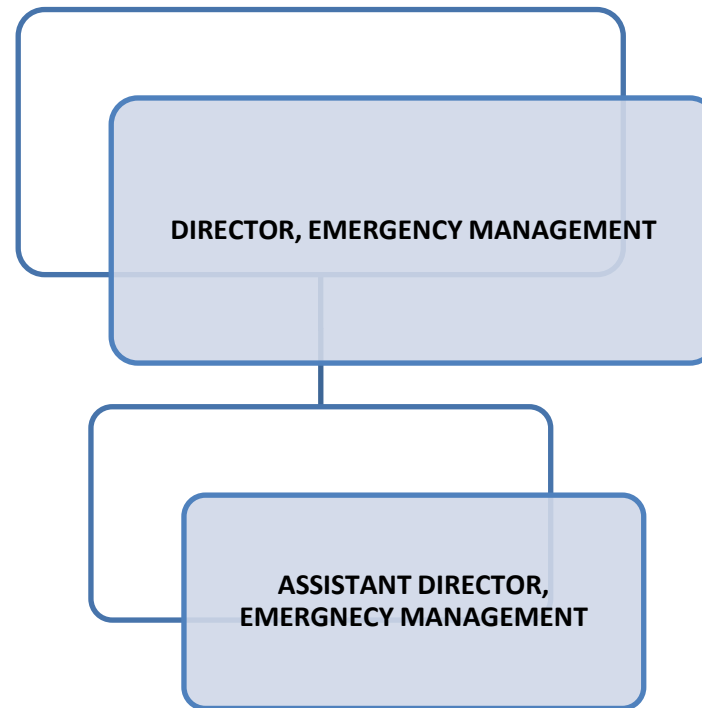 DIRECTOR, EMERGENCY MANAGEMENT
ASSISTANT DIRECTOR,
EMERGNECY MANAGEMENT